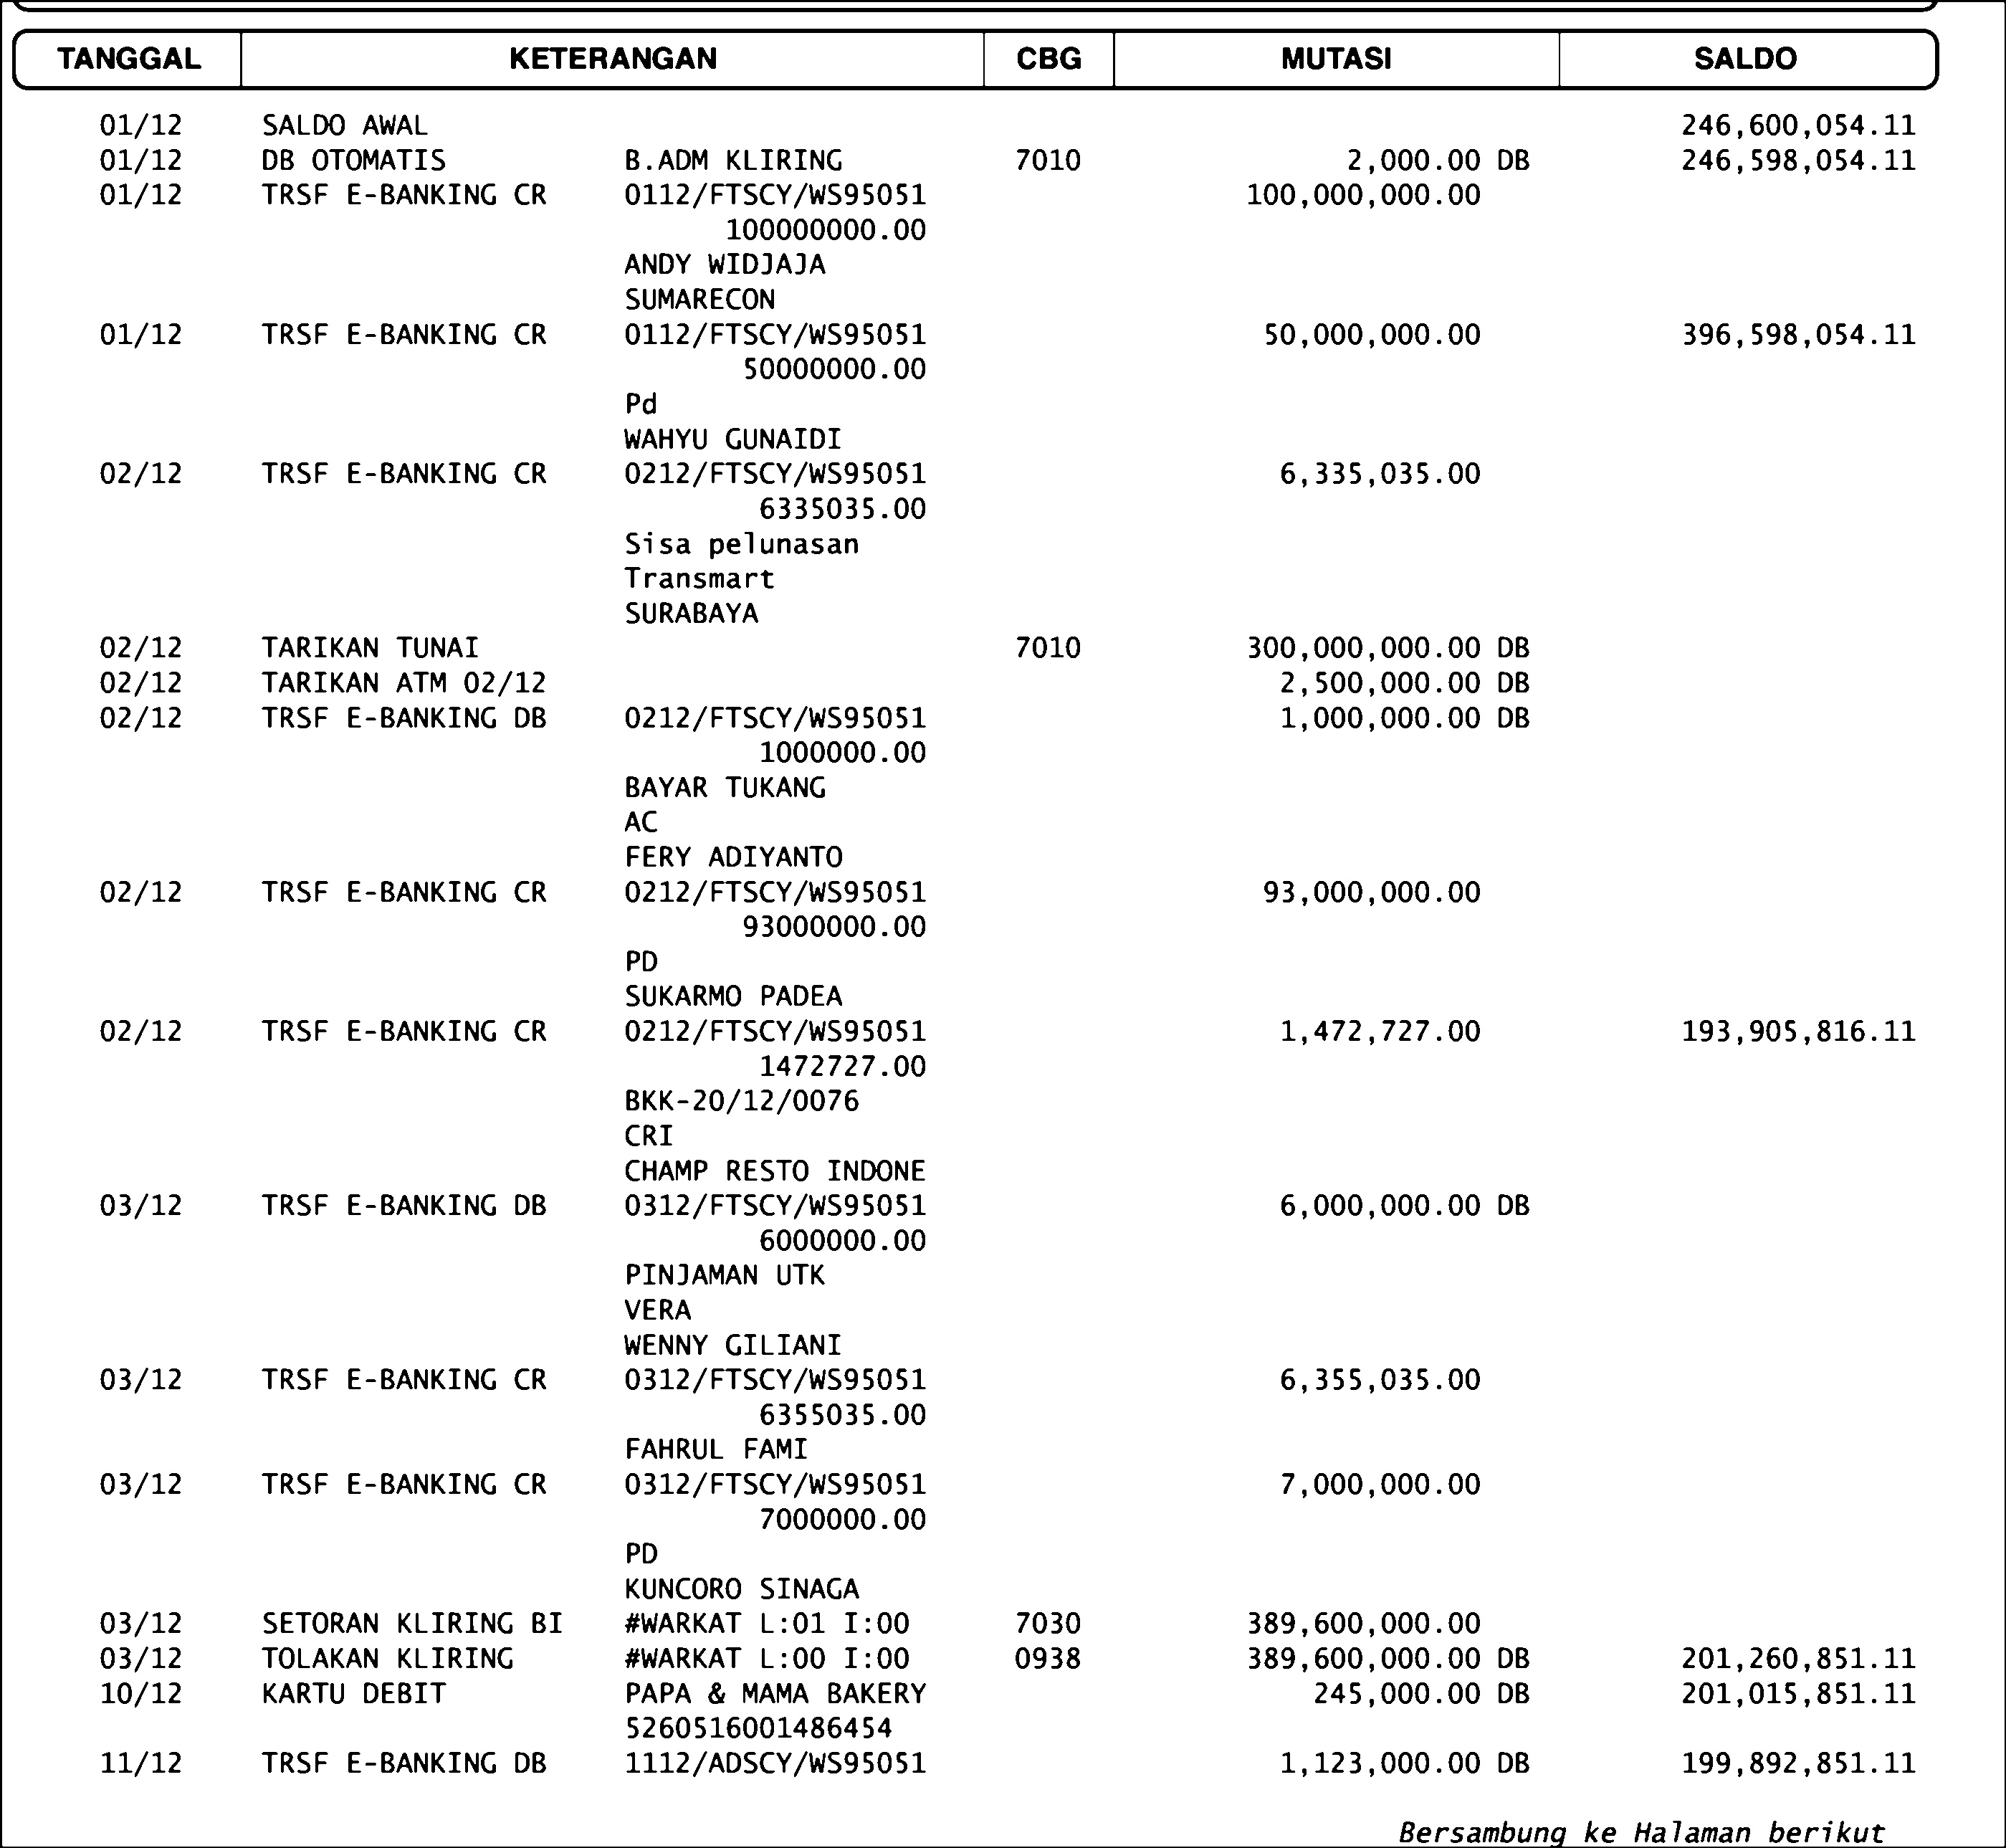 TANGGAL KETERANGAN CBG MUTASI SALDO
01/12 SALDO AWAL 246,600,054.11
01/12 DB OTOMATIS B.ADM KLIRING 7010 2,000.00 DB 246,598,054.11
01/12 TRSF E-BANKING CR 0112/FTSCY/WS95051 100,000,000.00
100000000.00
ANDY WIDJAJA
SUMARECON
01/12 TRSF E-BANKING CR 0112/FTSCY/WS95051 50,000,000.00 396,598,054.11
50000000.00
Pd
WAHYU GUNAIDI
02/12 TRSF E-BANKING CR 0212/FTSCY/WS95051 6,335,035.00
6335035.00
Sisa pelunasan
Transmart
SURABAYA
02/12 TARIKAN TUNAI 7010 300,000,000.00 DB
02/12 TARIKAN ATM 02/12 2,500,000.00 DB
02/12 TRSF E-BANKING DB 0212/FTSCY/WS95051 1,000,000.00 DB
1000000.00
BAYAR TUKANG
AC
FERY ADIYANTO
02/12 TRSF E-BANKING CR 0212/FTSCY/WS95051 93,000,000.00
93000000.00
PD
SUKARMO PADEA
02/12 TRSF E-BANKING CR 0212/FTSCY/WS95051 1,472,727.00 193,905,816.11
1472727.00
BKK-20/12/0076
CRI
CHAMP RESTO INDONE
03/12 TRSF E-BANKING DB 0312/FTSCY/WS95051 6,000,000.00 DB
6000000.00
PINJAMAN UTK
VERA
WENNY GILIANI
03/12 TRSF E-BANKING CR 0312/FTSCY/WS95051 6,355,035.00
6355035.00
FAHRUL FAMI
03/12 TRSF E-BANKING CR 0312/FTSCY/WS95051 7,000,000.00
7000000.00
PD
KUNCORO SINAGA
03/12 SETORAN KLIRING BI #WARKAT L:01 I:00 7030 389,600,000.00
03/12 TOLAKAN KLIRING #WARKAT L:00 I:00 0938 389,600,000.00 DB 201,260,851.11
10/12 KARTU DEBIT PAPA & MAMA BAKERY 245,000.00 DB 201,015,851.11
5260516001486454
11/12 TRSF E-BANKING DB 1112/ADSCY/WS95051 1,123,000.00 DB 199,892,851.11
Bersambung ke Halaman berikut